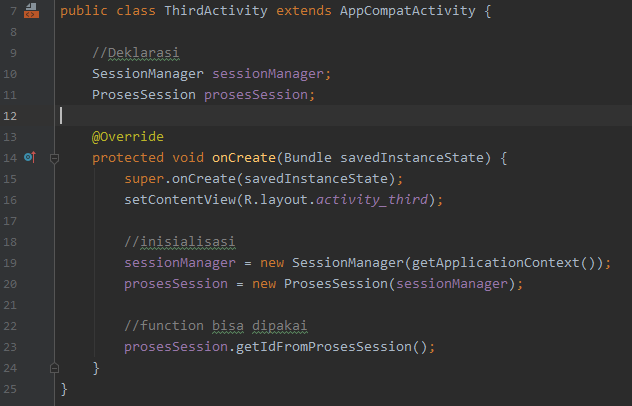 7 public class ThirdActivity extends AppCompatActivity {
8
9 //Deklarasi
10 SessionManager sessionManager;
11 ProsesSession prosesSession;
12
13 @Override
14 protected void onCreate(Bundle savedInstanceState) {
15 super.onCreate(savedInstanceState);
16 setContentView(R.layout.activity_third);
17
18 //inisialisasi
19 sessionManager = new SessionManager(getApplicationContext());
20 prosesSession = new ProsesSession(sessionManager);
21
22 //function bisa dipakai
23 prosesSession.getIdFromProsesSession();
24 }
25 }